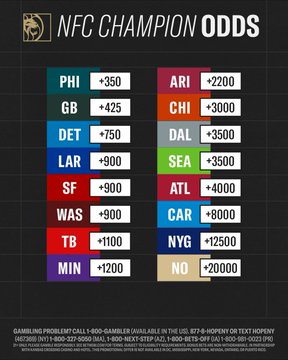 NFC CHAMPION ODDS
PHI +350
GB +425
DET +750
LAR +900
SF +900
WAS +900
TB +1100
MIN +1200
ARI +2200
CHI +3000
DAL +3500
SEA +3500
ATL +4000
CAR +8000
NYG +12500
NO +20000
GAMBLING PROBLEM? CALL 1-800-GAMBLER (AVAILABLE IN THE US), 877-8-HOPENY OR TEXT HOPENY
(467369) (NY) 1-800-327-5050 (MA), 1-800-NEXT-STEP (AZ), 1-800-BETS-OFF (IA) 1-800-981-0023 (PR)